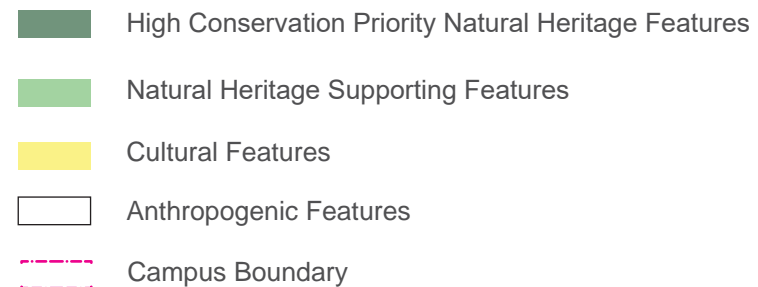 High Conservation Priority Natural Heritage Features
Natural Heritage Supporting Features
Cultural Features
Anthropogenic Features
Campus Boundary